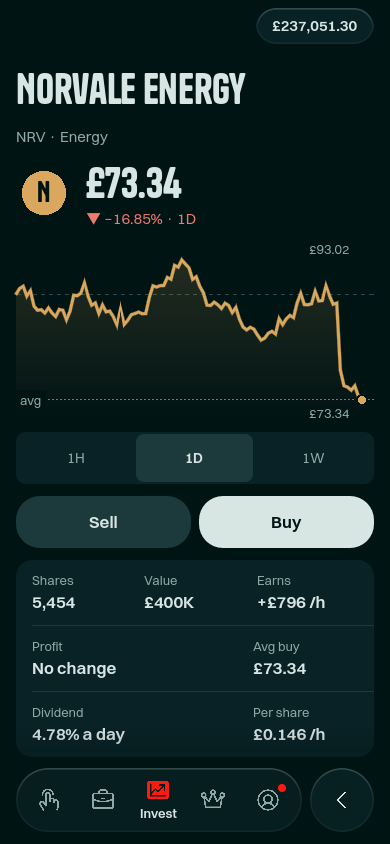 £237,051.30
NORVALE ENERGY
NRV · Energy
N
£73.34
▼ −16.85% · 1D
£93.02
avg
£73.34
1H 1D 1W
Sell Buy
Shares Value Earns
5,454 £400K +£796 /h
Profit Avg buy
No change £73.34
Dividend Per share
4.78% a day £0.146 /h
Invest